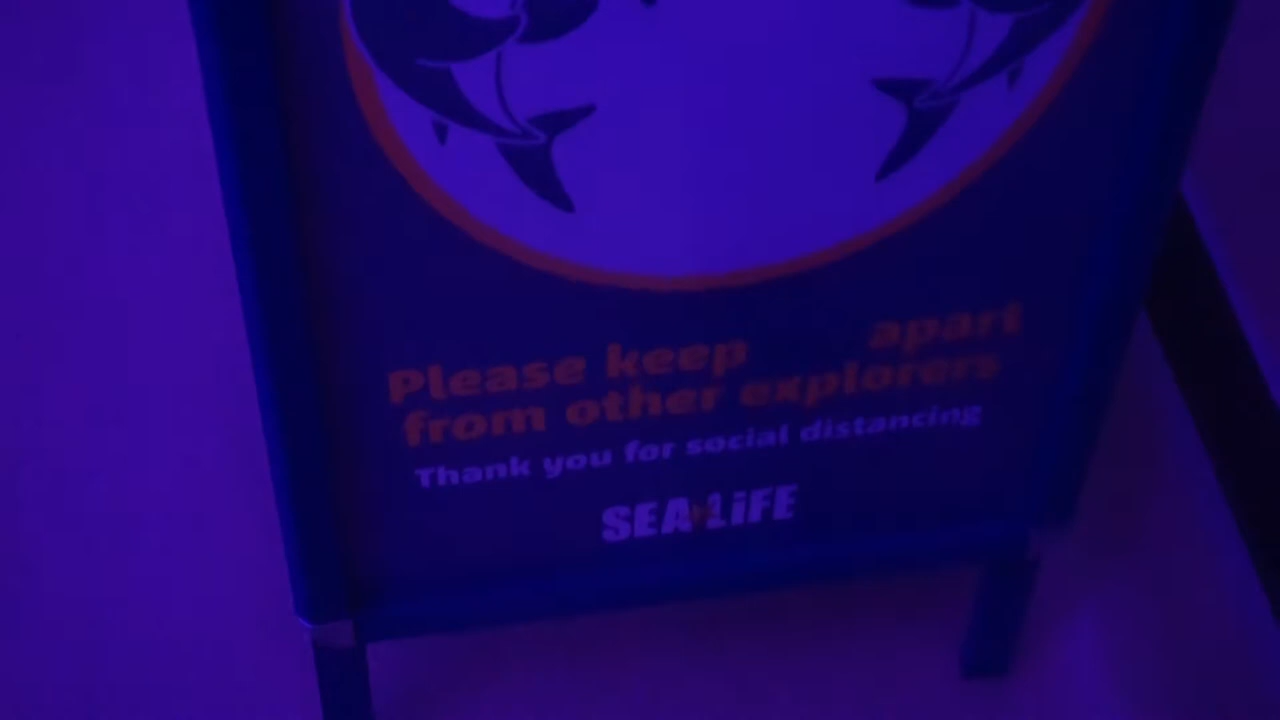 Please keep apart
from other explorers
Thank you for social distancing
SEA LiFE